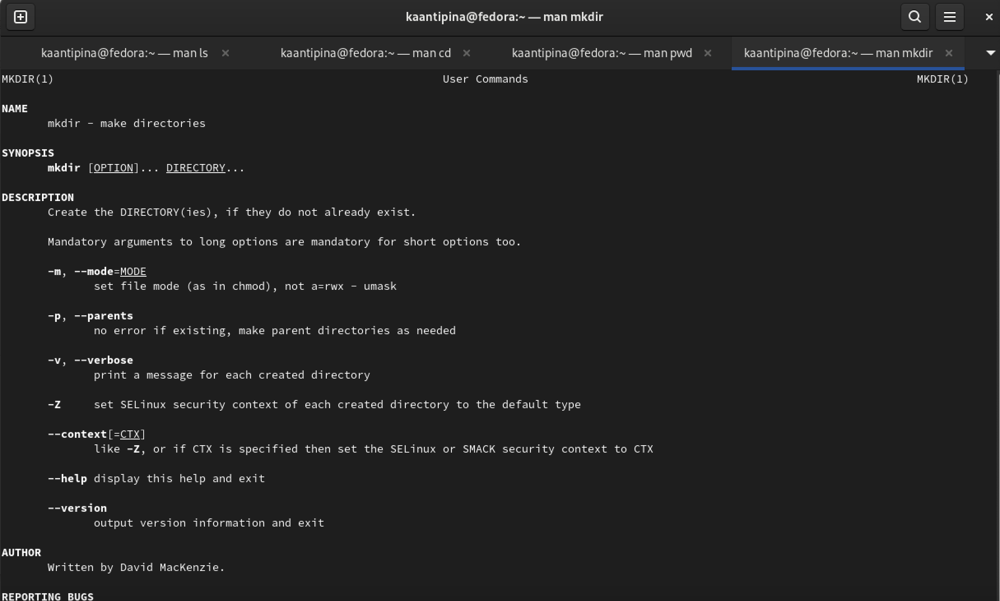 kaantipina@fedora:~ — man mkdir
kaantipina@fedora:~ — man ls
kaantipina@fedora:~ — man cd
kaantipina@fedora:~ — man pwd
kaantipina@fedora:~ — man mkdir
MKDIR(1) User Commands MKDIR(1)
NAME
mkdir - make directories
SYNOPSIS
mkdir [OPTION]... DIRECTORY...
DESCRIPTION
Create the DIRECTORY(ies), if they do not already exist.
Mandatory arguments to long options are mandatory for short options too.
-m, --mode=MODE
set file mode (as in chmod), not a=rwx - umask
-p, --parents
no error if existing, make parent directories as needed
-v, --verbose
print a message for each created directory
-Z set SELinux security context of each created directory to the default type
--context[=CTX]
like -Z, or if CTX is specified then set the SELinux or SMACK security context to CTX
--help display this help and exit
--version
output version information and exit
AUTHOR
Written by David MacKenzie.
REPORTING BUGS